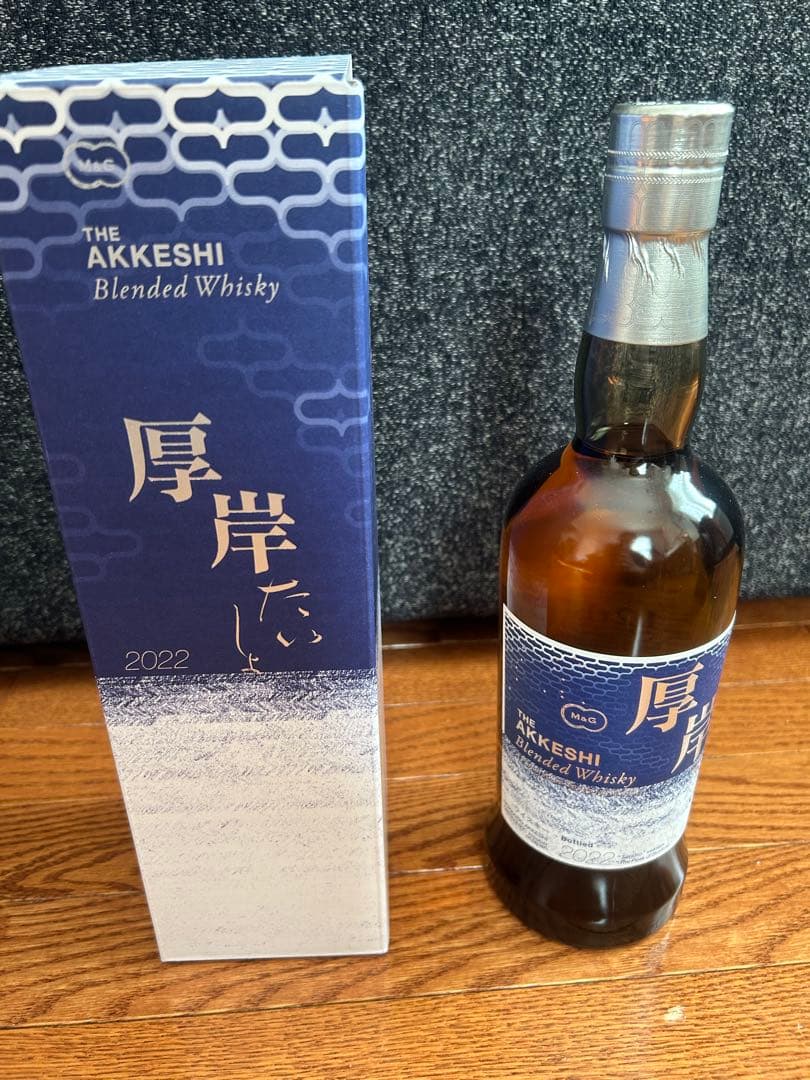 M&G
THE
AKKESHI
Blended Whisky
厚
岸
たい
しょ
2022
厚
岸
M&G
THE
AKKESHI
Blended Whisky
Bottled
2022